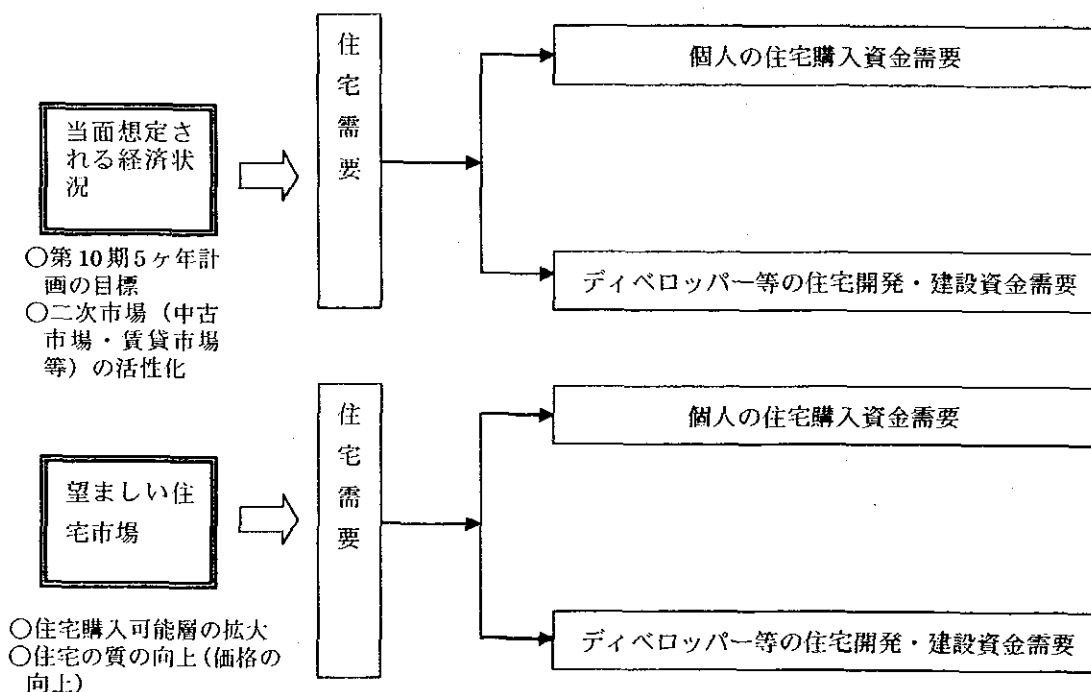 当面想定さ
れる経済状
況
○第10期5ヶ年計
画の目標
○二次市場（中古
市場・賃貸市場
等）の活性化
住宅需要
個人の住宅購入資金需要
ディベロッパー等の住宅開発・建設資金需要
望ましい住
宅市場
○住宅購入可能層の拡大
○住宅の質の向上（価格の
向上）
住宅需要
個人の住宅購入資金需要
ディベロッパー等の住宅開発・建設資金需要